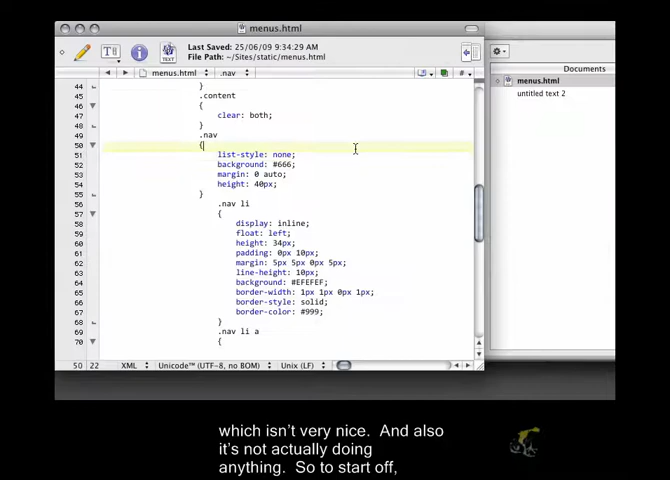 menus.html
Last Saved: 25/06/09 9:34:29 AM
File Path: ~/Sites/static/menus.html
TEXT
menus.html
.nav
#
Documents
menus.html
untitled text 2
44 }
45 .content
46 {
47 clear: both;
48 }
49 .nav
50 {
51 list-style: none;
52 background: #666;
53 margin: 0 auto;
54 height: 40px;
55 }
56 .nav li
57 {
58 display: inline;
59 float: left;
60 height: 34px;
61 padding: 0px 10px;
62 margin: 5px 5px 0px 5px;
63 line-height: 10px;
64 background: #EFEFEF;
65 border-width: 1px 1px 0px 1px;
66 border-style: solid;
67 border-color: #999;
68 }
69 .nav li a
70 {
50 22 XML Unicode™ (UTF-8, no BOM) Unix (LF)
which isn't very nice. And also
it's not actually doing
anything. So to start off,